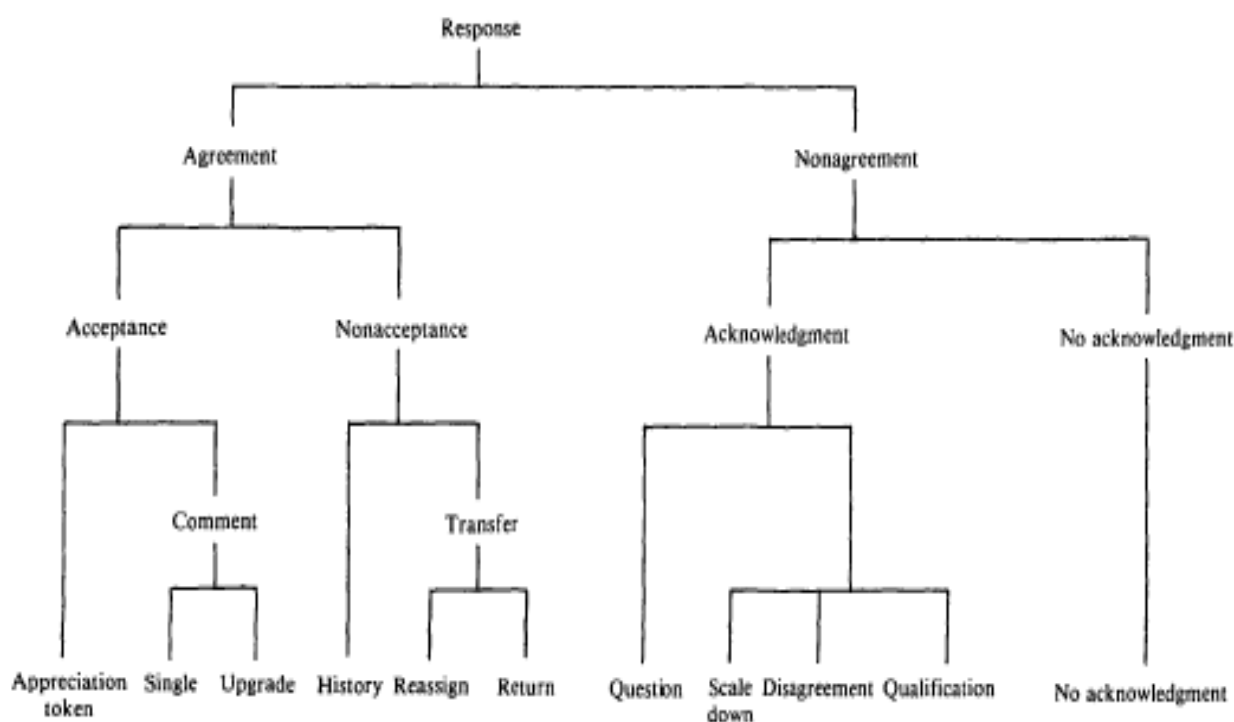 Response
Agreement
Nonagreement
Acceptance
Nonacceptance
Acknowledgment
No acknowledgment
Comment
Transfer
Appreciation token
Single
Upgrade
History
Reassign
Return
Question
Scale down
Disagreement
Qualification
No acknowledgment